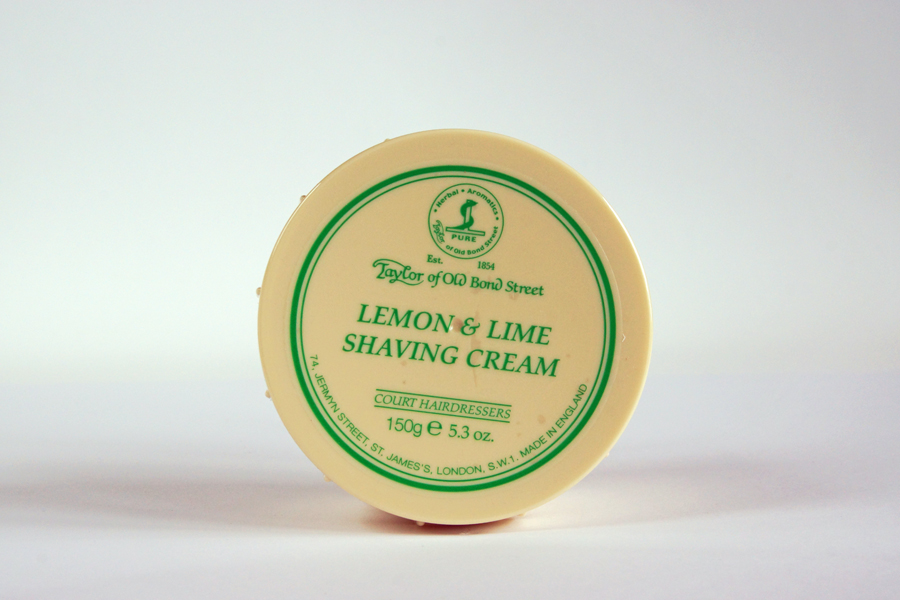 Herbal • Aromatics
PURE
Taylor of Old Bond Street
Est. 1854
Taylor of Old Bond Street
LEMON & LIME
SHAVING CREAM
COURT HAIRDRESSERS
150g ℮ 5.3 oz.
74, JERMYN STREET, ST. JAMES'S, LONDON, S.W.1. MADE IN ENGLAND